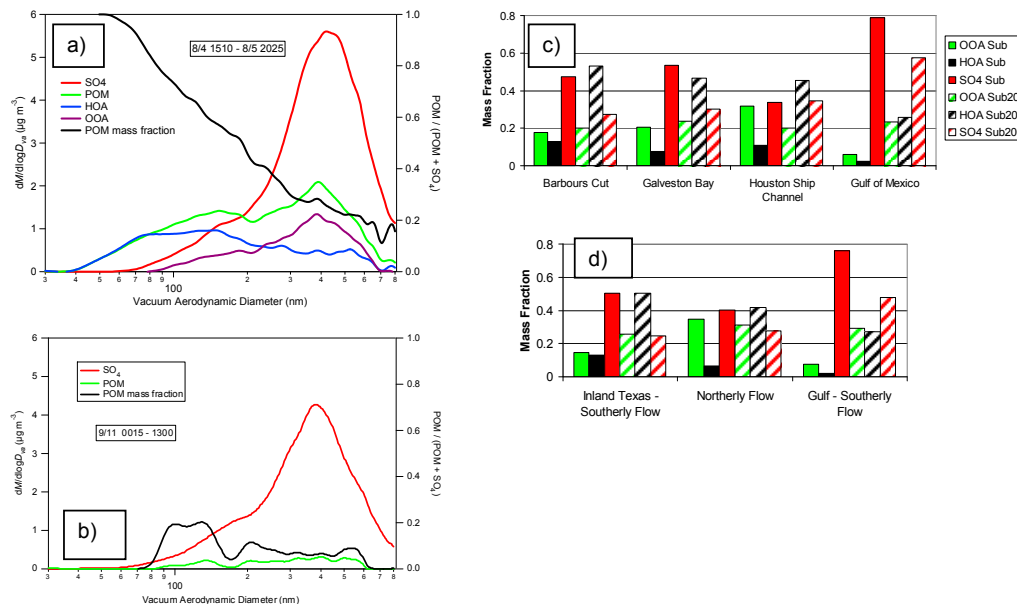 a)
8/4 1510 - 8/5 2025
SO4
POM
HOA
OOA
POM mass fraction
6
5
4
3
2
1
0
dM/dlogDva (µg m-3)
1.0
0.8
0.6
0.4
0.2
0.0
POM / (POM + SO4)
3 4 5 6 7 8 9 100 2 3 4 5 6 7 8
Vacuum Aerodynamic Diameter (nm)
b)
SO4
POM
POM mass fraction
9/11 0015 - 1300
6
5
4
3
2
1
0
dM/dlogDva (µg m-3)
1.0
0.8
0.6
0.4
0.2
0.0
POM / (POM + SO4)
3 4 5 6 7 8 9 100 2 3 4 5 6 7 8
Vacuum Aerodynamic Diameter (nm)
c)
Mass Fraction
0.8
0.6
0.4
0.2
0
Barbours Cut
Galveston Bay
Houston Ship
Channel
Gulf of Mexico
OOA Sub
HOA Sub
SO4 Sub
OOA Sub20
HOA Sub20
SO4 Sub20
d)
Mass Fraction
0.8
0.6
0.4
0.2
0
Inland Texas -
Southerly Flow
Northerly Flow
Gulf - Southerly
Flow